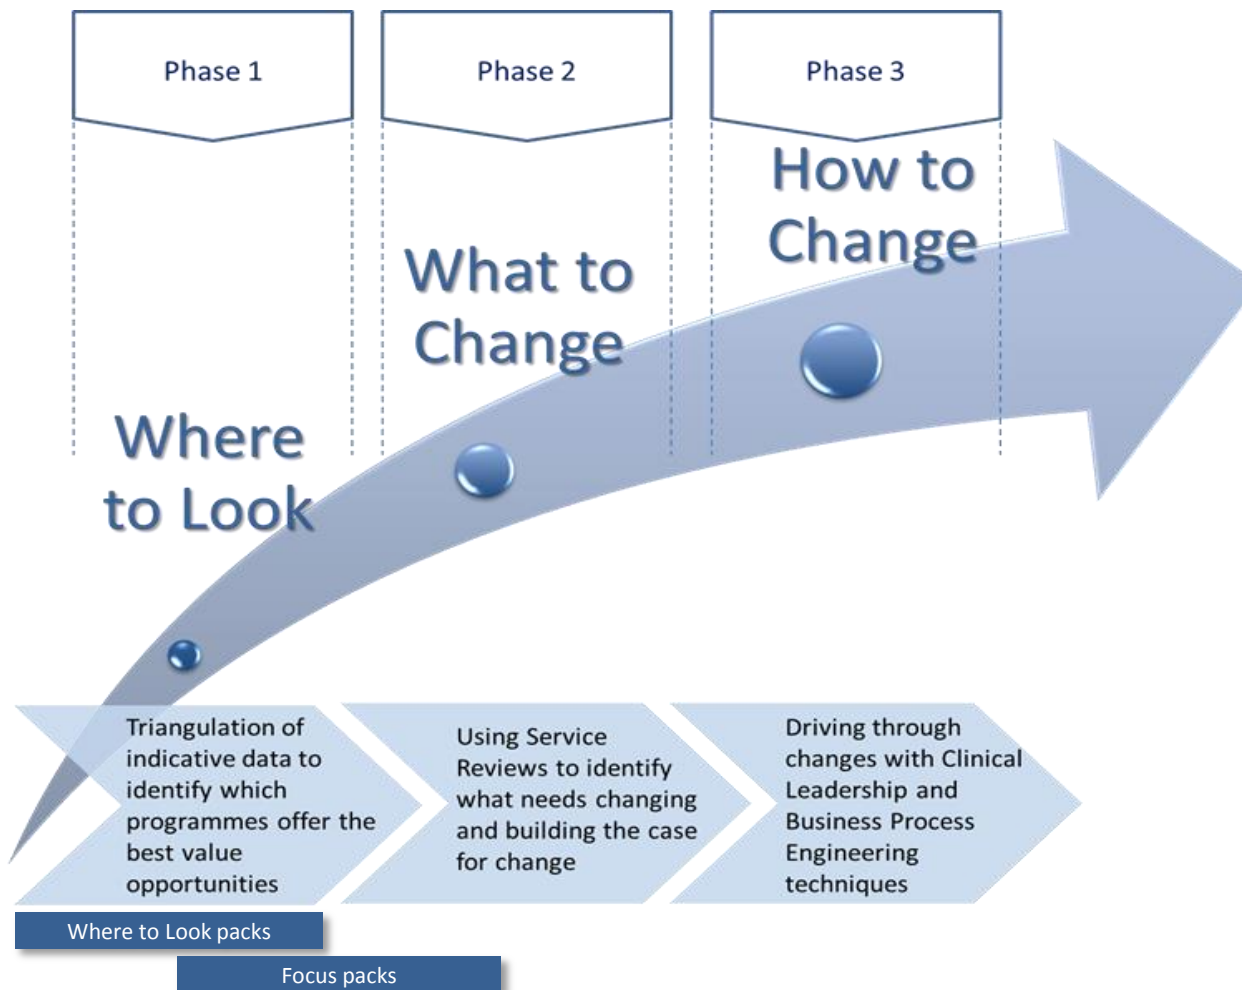 Phase 1
Phase 2
Phase 3
How to
Change
What to
Change
Where
to Look
Triangulation of
indicative data to
identify which
programmes offer the
best value
opportunities
Using Service
Reviews to identify
what needs changing
and building the case
for change
Driving through
changes with Clinical
Leadership and
Business Process
Engineering
techniques
Where to Look packs
Focus packs